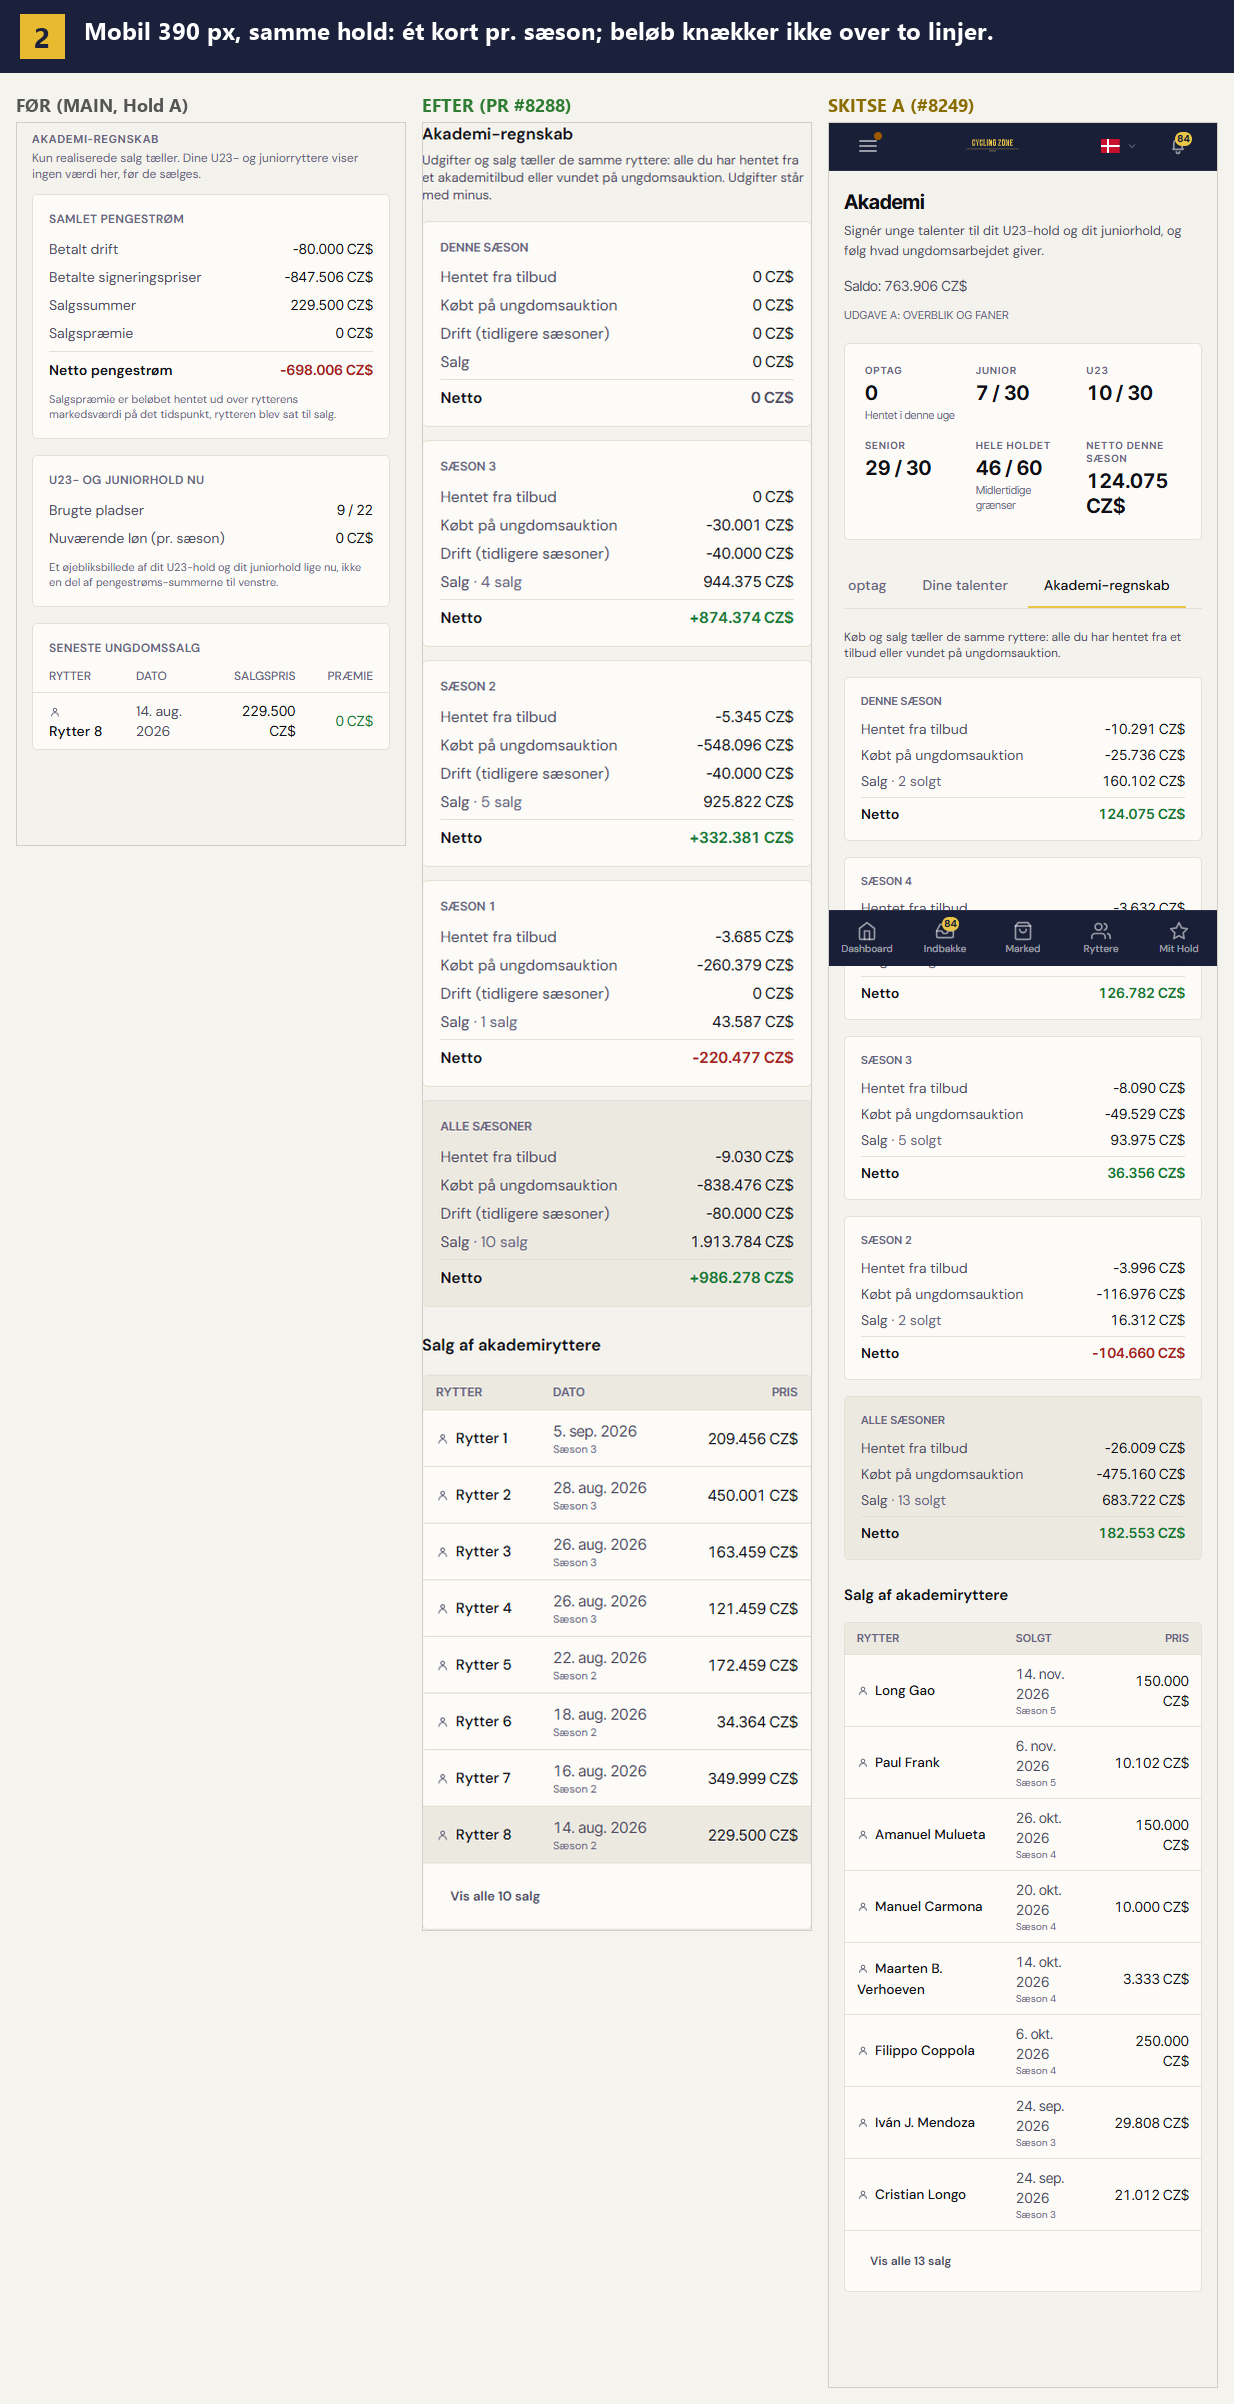 2
Mobil 390 px, samme hold: ét kort pr. sæson; beløb knækker ikke over to linjer.
FØR (MAIN, Hold A)
AKADEMI-REGNSKAB
Kun realiserede salg tæller. Dine U23- og juniorryttere viser
ingen værdi her, før de sælges.
SAMLET PENGESTRØM
Betalt drift -80.000 CZ$
Betalte signeringspriser -847.506 CZ$
Salgssummer 229.500 CZ$
Salgspræmie 0 CZ$
Netto pengestrøm -698.006 CZ$
Salgspræmie er beløbet hentet ud over rytterens
markedsværdi på det tidspunkt, rytteren blev sat til salg.
U23- OG JUNIORHOLD NU
Brugte pladser 9 / 22
Nuværende løn (pr. sæson) 0 CZ$
Et øjebliksbillede af dit U23-hold og dit juniorhold lige nu, ikke
en del af pengestrøms-summerne til venstre.
SENESTE UNGDOMSSALG
RYTTER DATO SALGSPRIS PRÆMIE
Rytter 8 14. aug. 2026 229.500 CZ$ 0 CZ$
EFTER (PR #8288)
Akademi-regnskab
Udgifter og salg tæller de samme ryttere: alle du har hentet fra
et akademitilbud eller vundet på ungdomsauktion. Udgifter står
med minus.
DENNE SÆSON
Hentet fra tilbud 0 CZ$
Købt på ungdomsauktion 0 CZ$
Drift (tidligere sæsoner) 0 CZ$
Salg 0 CZ$
Netto 0 CZ$
SÆSON 3
Hentet fra tilbud 0 CZ$
Købt på ungdomsauktion -30.001 CZ$
Drift (tidligere sæsoner) -40.000 CZ$
Salg · 4 salg 944.375 CZ$
Netto +874.374 CZ$
SÆSON 2
Hentet fra tilbud -5.345 CZ$
Købt på ungdomsauktion -548.096 CZ$
Drift (tidligere sæsoner) -40.000 CZ$
Salg · 5 salg 925.822 CZ$
Netto +332.381 CZ$
SÆSON 1
Hentet fra tilbud -3.685 CZ$
Købt på ungdomsauktion -260.379 CZ$
Drift (tidligere sæsoner) 0 CZ$
Salg · 1 salg 43.587 CZ$
Netto -220.477 CZ$
ALLE SÆSONER
Hentet fra tilbud -9.030 CZ$
Købt på ungdomsauktion -838.476 CZ$
Drift (tidligere sæsoner) -80.000 CZ$
Salg · 10 salg 1.913.784 CZ$
Netto +986.278 CZ$
Salg af akademiryttere
RYTTER DATO PRIS
Rytter 1 5. sep. 2026 209.456 CZ$
Sæson 3
Rytter 2 28. aug. 2026 450.001 CZ$
Sæson 3
Rytter 3 26. aug. 2026 163.459 CZ$
Sæson 3
Rytter 4 26. aug. 2026 121.459 CZ$
Sæson 3
Rytter 5 22. aug. 2026 172.459 CZ$
Sæson 2
Rytter 6 18. aug. 2026 34.364 CZ$
Sæson 2
Rytter 7 16. aug. 2026 349.999 CZ$
Sæson 2
Rytter 8 14. aug. 2026 229.500 CZ$
Sæson 2
Vis alle 10 salg
SKITSE A (#8249)
CYCLING ZONE
84
Akademi
Signér unge talenter til dit U23-hold og dit juniorhold, og
følg hvad ungdomsarbejdet giver.
Saldo: 763.906 CZ$
UDGAVE A: OVERBLIK OG FANER
OPTAG JUNIOR U23
0 7 / 30 10 / 30
Hentet i denne uge
SENIOR HELE HOLDET NETTO DENNE SÆSON
29 / 30 46 / 60 124.075 CZ$
Midlertidige
grænser
optag Dine talenter Akademi-regnskab
Køb og salg tæller de samme ryttere: alle du har hentet fra et
tilbud eller vundet på ungdomsauktion.
DENNE SÆSON
Hentet fra tilbud -10.291 CZ$
Købt på ungdomsauktion -25.736 CZ$
Salg · 2 solgt 160.102 CZ$
Netto 124.075 CZ$
SÆSON 4
Hentet fra tilbud -3.632 CZ$
84
Dashboard Indbakke Marked Ryttere Mit Hold
Netto 126.782 CZ$
SÆSON 3
Hentet fra tilbud -8.090 CZ$
Købt på ungdomsauktion -49.529 CZ$
Salg · 5 solgt 93.975 CZ$
Netto 36.356 CZ$
SÆSON 2
Hentet fra tilbud -3.996 CZ$
Købt på ungdomsauktion -116.976 CZ$
Salg · 2 solgt 16.312 CZ$
Netto -104.660 CZ$
ALLE SÆSONER
Hentet fra tilbud -26.009 CZ$
Købt på ungdomsauktion -475.160 CZ$
Salg · 13 solgt 683.722 CZ$
Netto 182.553 CZ$
Salg af akademiryttere
RYTTER SOLGT PRIS
Long Gao 14. nov. 2026 150.000 CZ$
Sæson 5
Paul Frank 6. nov. 2026 10.102 CZ$
Sæson 5
Amanuel Mulueta 26. okt. 2026 150.000 CZ$
Sæson 4
Manuel Carmona 20. okt. 2026 10.000 CZ$
Sæson 4
Maarten B. Verhoeven 14. okt. 2026 3.333 CZ$
Sæson 4
Filippo Coppola 6. okt. 2026 250.000 CZ$
Sæson 4
Iván J. Mendoza 24. sep. 2026 29.808 CZ$
Sæson 3
Cristian Longo 24. sep. 2026 21.012 CZ$
Sæson 3
Vis alle 13 salg